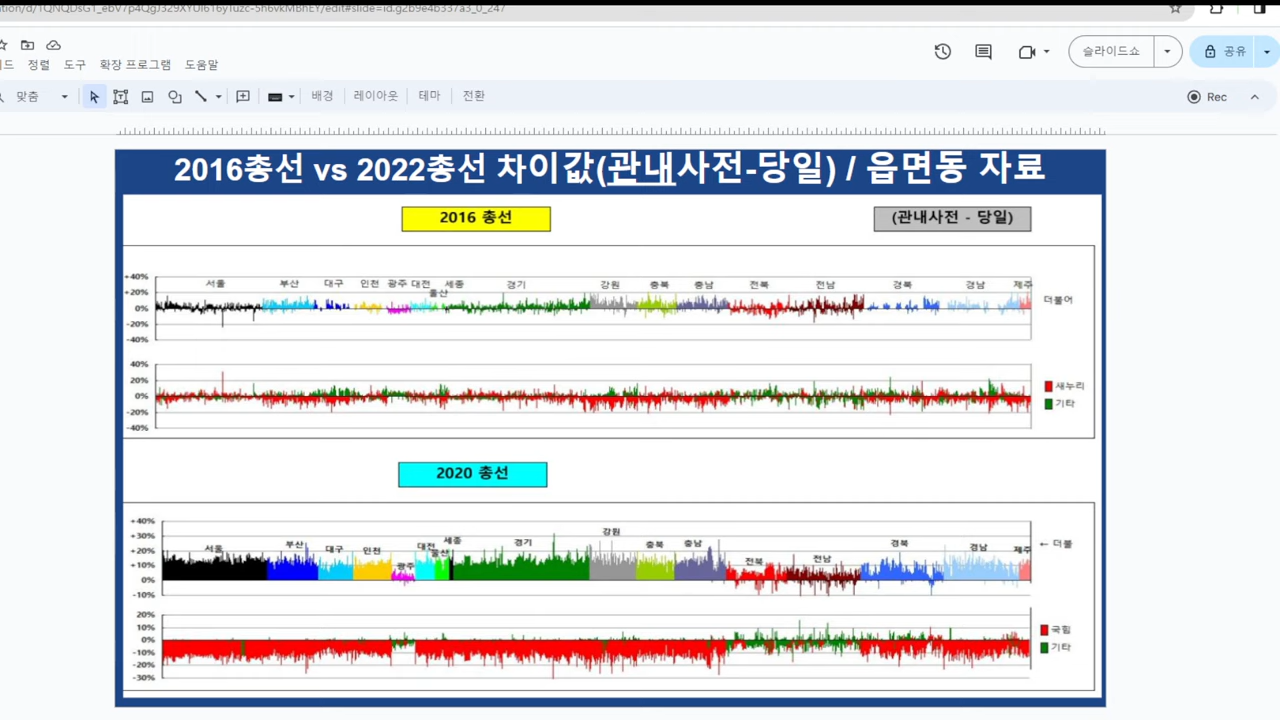 맞춤
정렬 도구 확장 프로그램 도움말
슬라이드쇼
공유
배경 레이아웃 테마 전환
Rec
2016총선 vs 2022총선 차이값(관내사전-당일) / 읍면동 자료
2016 총선
(관내사전 - 당일)
+40%
+20%
0%
-20%
-40%
서울 부산 대구 인천 광주 대전 울산 세종 경기 강원 충북 충남 전북 전남 경북 경남 제주
더불어
40%
20%
0%
-20%
-40%
새누리
기타
2020 총선
+40%
+30%
+20%
+10%
0%
-10%
서울 부산 대구 인천 광주 대전 울산 세종 경기 강원 충북 충남 전북 전남 경북 경남 제주
← 더불
20%
10%
0%
-10%
-20%
-30%
국힘
기타